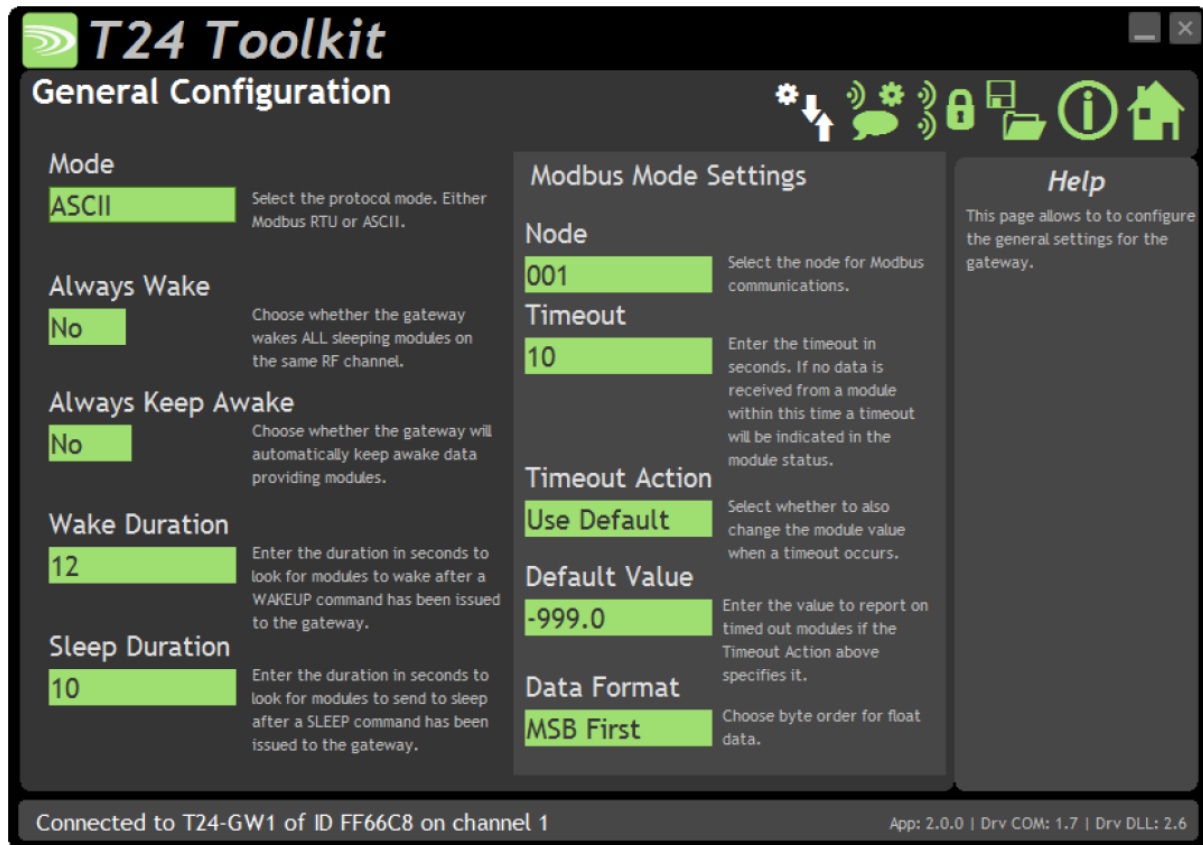 T24 Toolkit
General Configuration
Mode
ASCII
Select the protocol mode. Either
Modbus RTU or ASCII.
Always Wake
No
Choose whether the gateway
wakes ALL sleeping modules on
the same RF channel.
Always Keep Awake
No
Choose whether the gateway will
automatically keep awake data
providing modules.
Wake Duration
12
Enter the duration in seconds to
look for modules to wake after a
WAKEUP command has been issued
to the gateway.
Sleep Duration
10
Enter the duration in seconds to
look for modules to send to sleep
after a SLEEP command has been
issued to the gateway.
Modbus Mode Settings
Node
001
Select the node for Modbus
communications.
Timeout
10
Enter the timeout in
seconds. If no data is
received from a module
within this time a timeout
will be indicated in the
module status.
Timeout Action
Use Default
Select whether to also
change the module value
when a timeout occurs.
Default Value
-999.0
Enter the value to report on
timed out modules if the
Timeout Action above
specifies it.
Data Format
MSB First
Choose byte order for float
data.
Help
This page allows to to configure
the general settings for the
gateway.
Connected to T24-GW1 of ID FF66C8 on channel 1
App: 2.0.0 | Drv COM: 1.7 | Drv DLL: 2.6